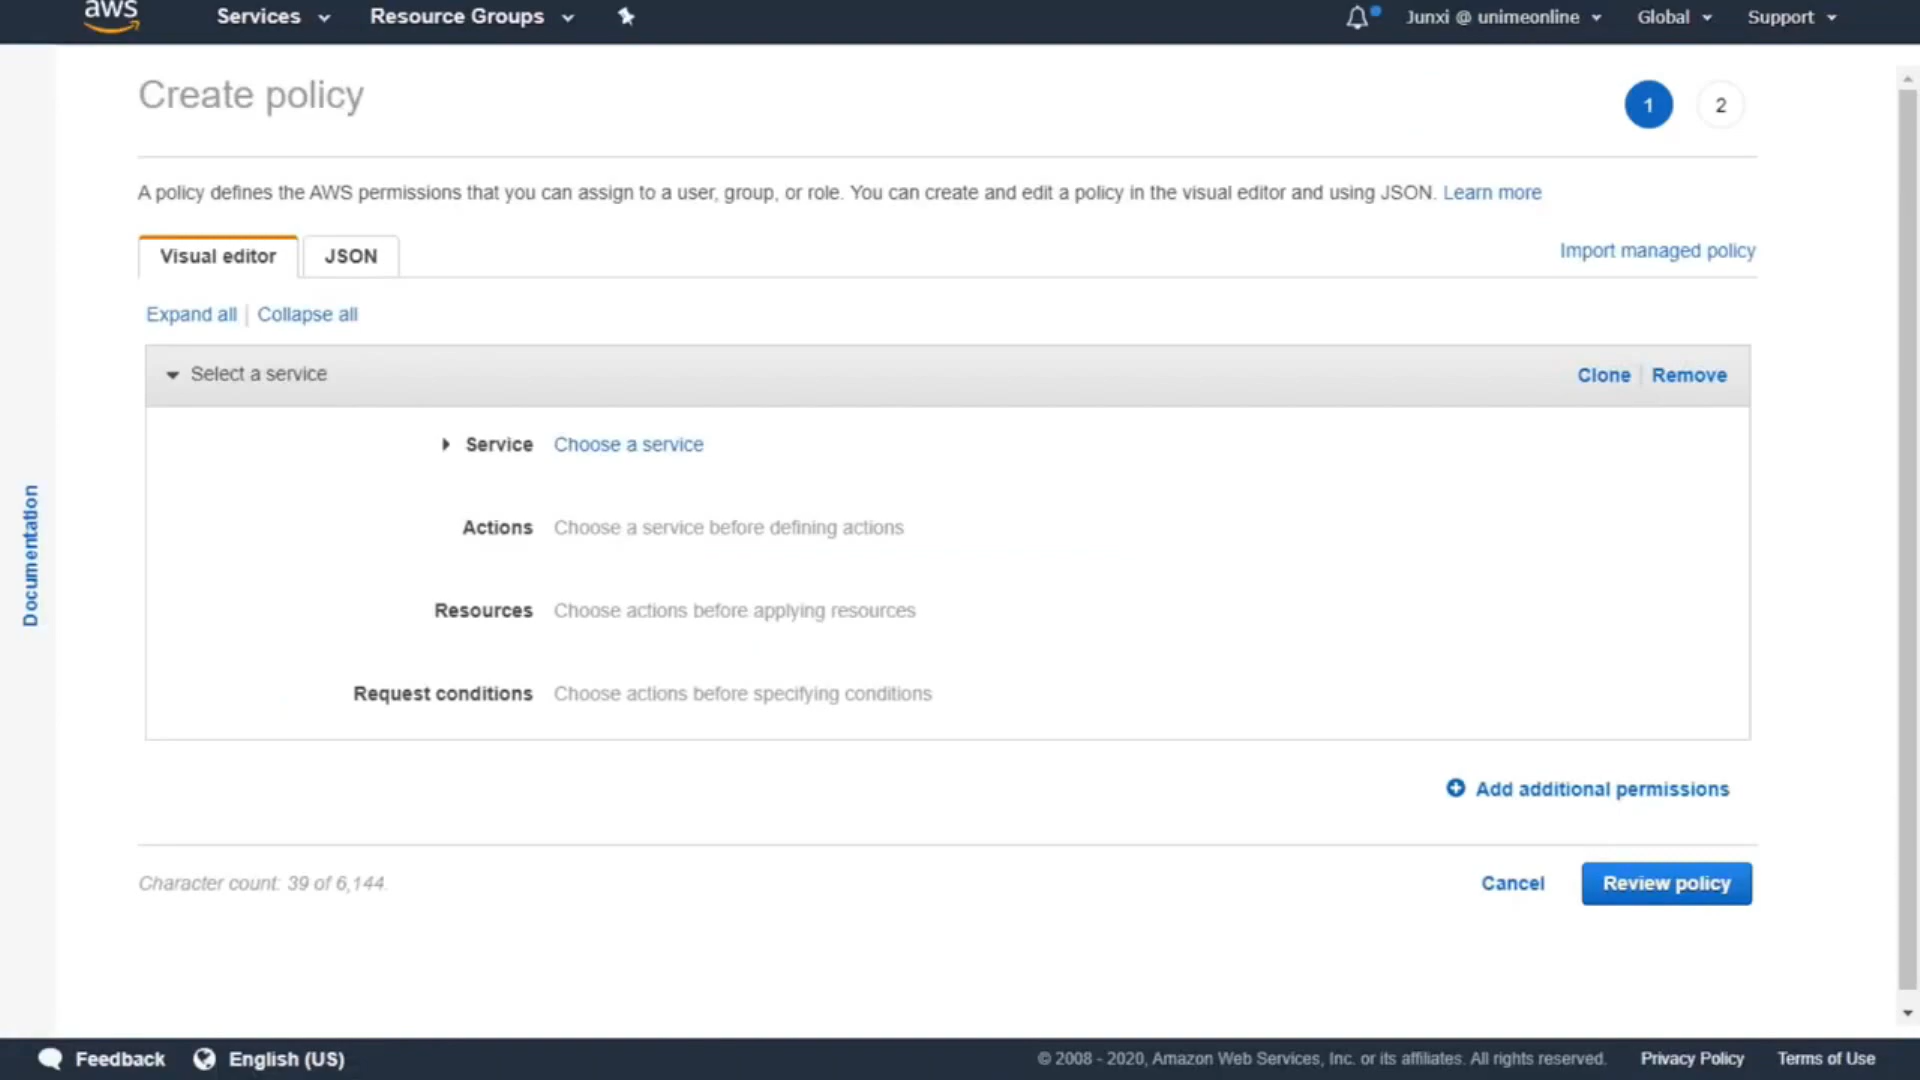 aws Services Resource Groups Junxi @ unimeonline Global Support
Create policy 1 2
A policy defines the AWS permissions that you can assign to a user, group, or role. You can create and edit a policy in the visual editor and using JSON. Learn more
Visual editor JSON Import managed policy
Expand all Collapse all
Select a service Clone Remove
Service Choose a service
Actions Choose a service before defining actions
Resources Choose actions before applying resources
Request conditions Choose actions before specifying conditions
Documentation
Add additional permissions
Character count: 39 of 6,144. Cancel Review policy
Feedback English (US) © 2008 - 2020, Amazon Web Services, Inc. or its affiliates. All rights reserved. Privacy Policy Terms of Use